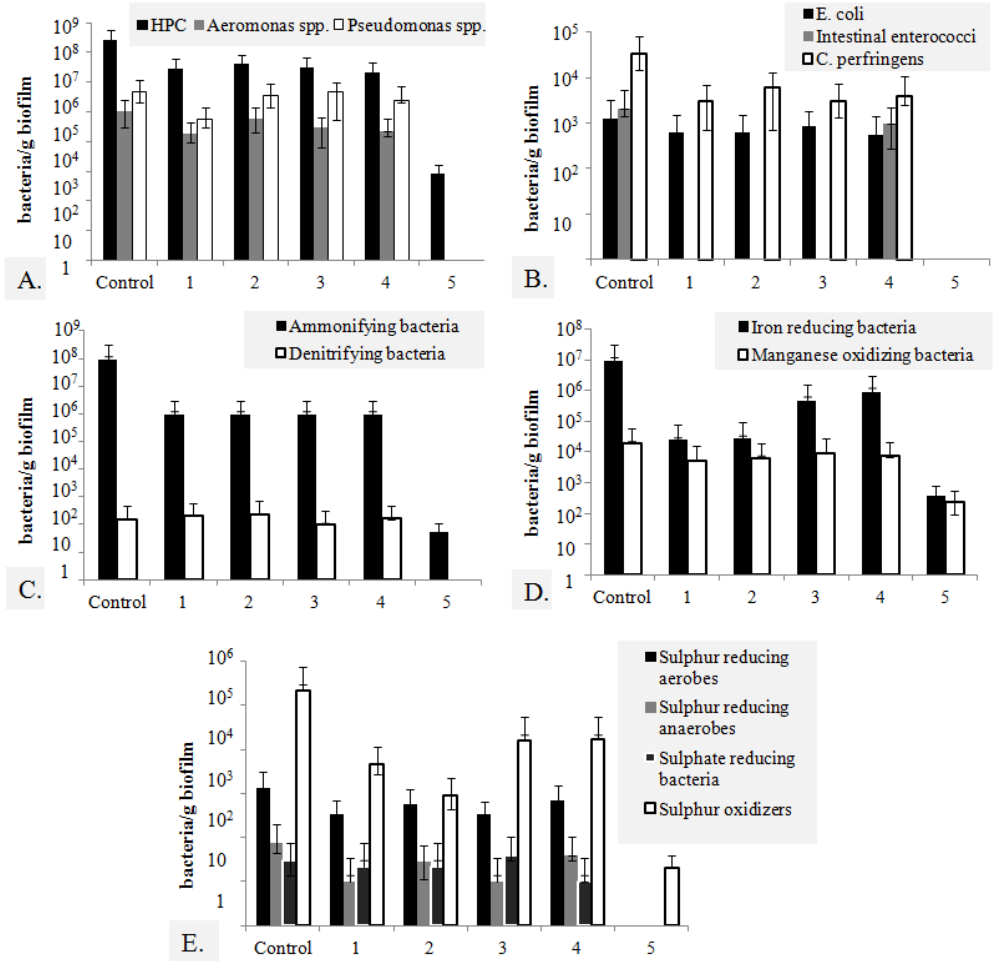 HPC Aeromonas spp. Pseudomonas spp.
bacteria/g biofilm
10⁹
10⁸
10⁷
10⁶
10⁵
10⁴
10³
10²
10
1
Control 1 2 3 4 5
A.
E. coli
Intestinal enterococci
C. perfringens
bacteria/g biofilm
10⁵
10⁴
10³
10²
10
1
Control 1 2 3 4 5
B.
Ammonifying bacteria
Denitrifying bacteria
bacteria/g biofilm
10⁹
10⁸
10⁷
10⁶
10⁵
10⁴
10³
10²
10
1
Control 1 2 3 4 5
C.
Iron reducing bacteria
Manganese oxidizing bacteria
bacteria/g biofilm
10⁸
10⁷
10⁶
10⁵
10⁴
10³
10²
10
1
Control 1 2 3 4 5
D.
Sulphur reducing
aerobes
Sulphur reducing
anaerobes
Sulphate reducing
bacteria
Sulphur oxidizers
bacteria/g biofilm
10⁶
10⁵
10⁴
10³
10²
10
1
Control 1 2 3 4 5
E.